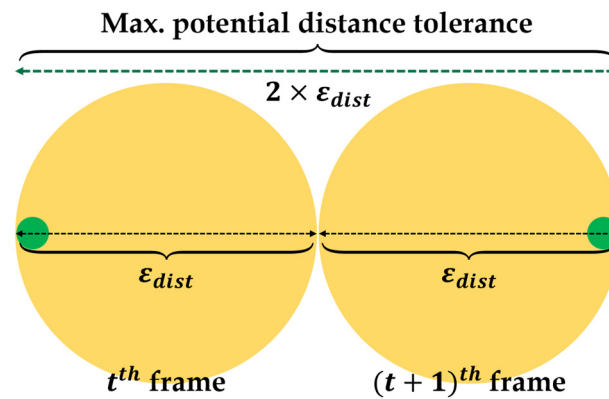 Max. potential distance tolerance
2 × ε_dist
ε_dist ε_dist
t^th frame (t + 1)^th frame